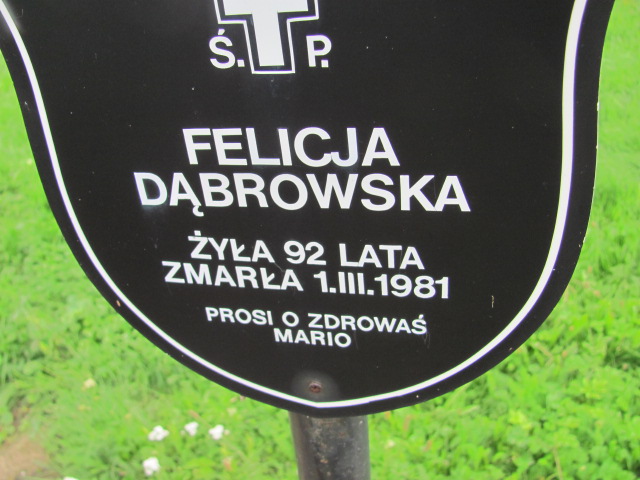 Ś. P.
FELICJA
DĄBROWSKA
ŻYŁA 92 LATA
ZMARŁA 1.III.1981
PROSI O ZDROWAŚ
MARIO